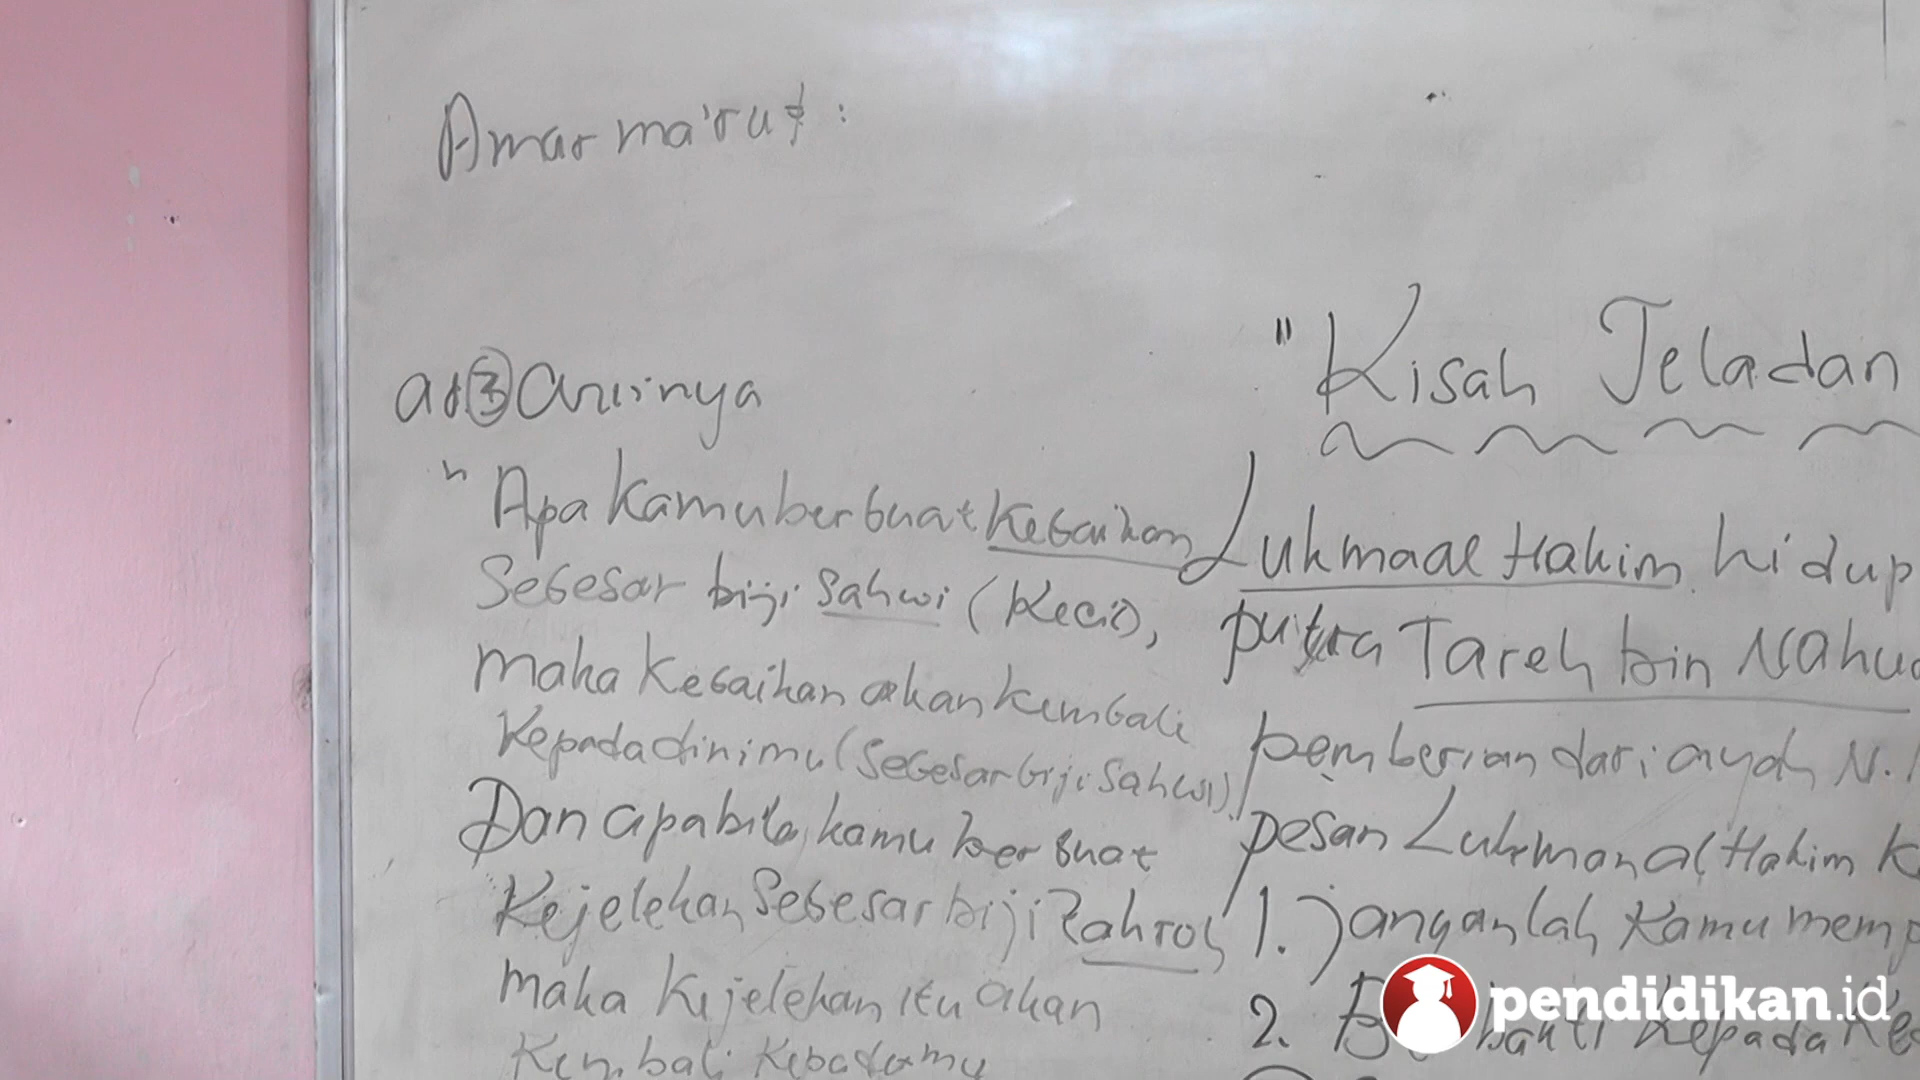 Amar ma'ruf :
Artinya
"Apa kamu berbuat kebaikan
Sebesar biji Sahwi (Kecil),
maka kebaikan akan kembali
kepada dirimu (Sebesar biji Sahwi).
Dan apabila kamu berbuat
Kejelekan Sebesar biji Zahroh
maka kejelekan itu akan
Kembali kepadamu
"Kisah Teladan
Lukmaal Hakim hidup
putra Tareh bin Nahu
pemberian dari ayah N.
pesan Lukman al Hakim k
1. janganlah kamu memp
2. kepada Ke
pendidikan.id